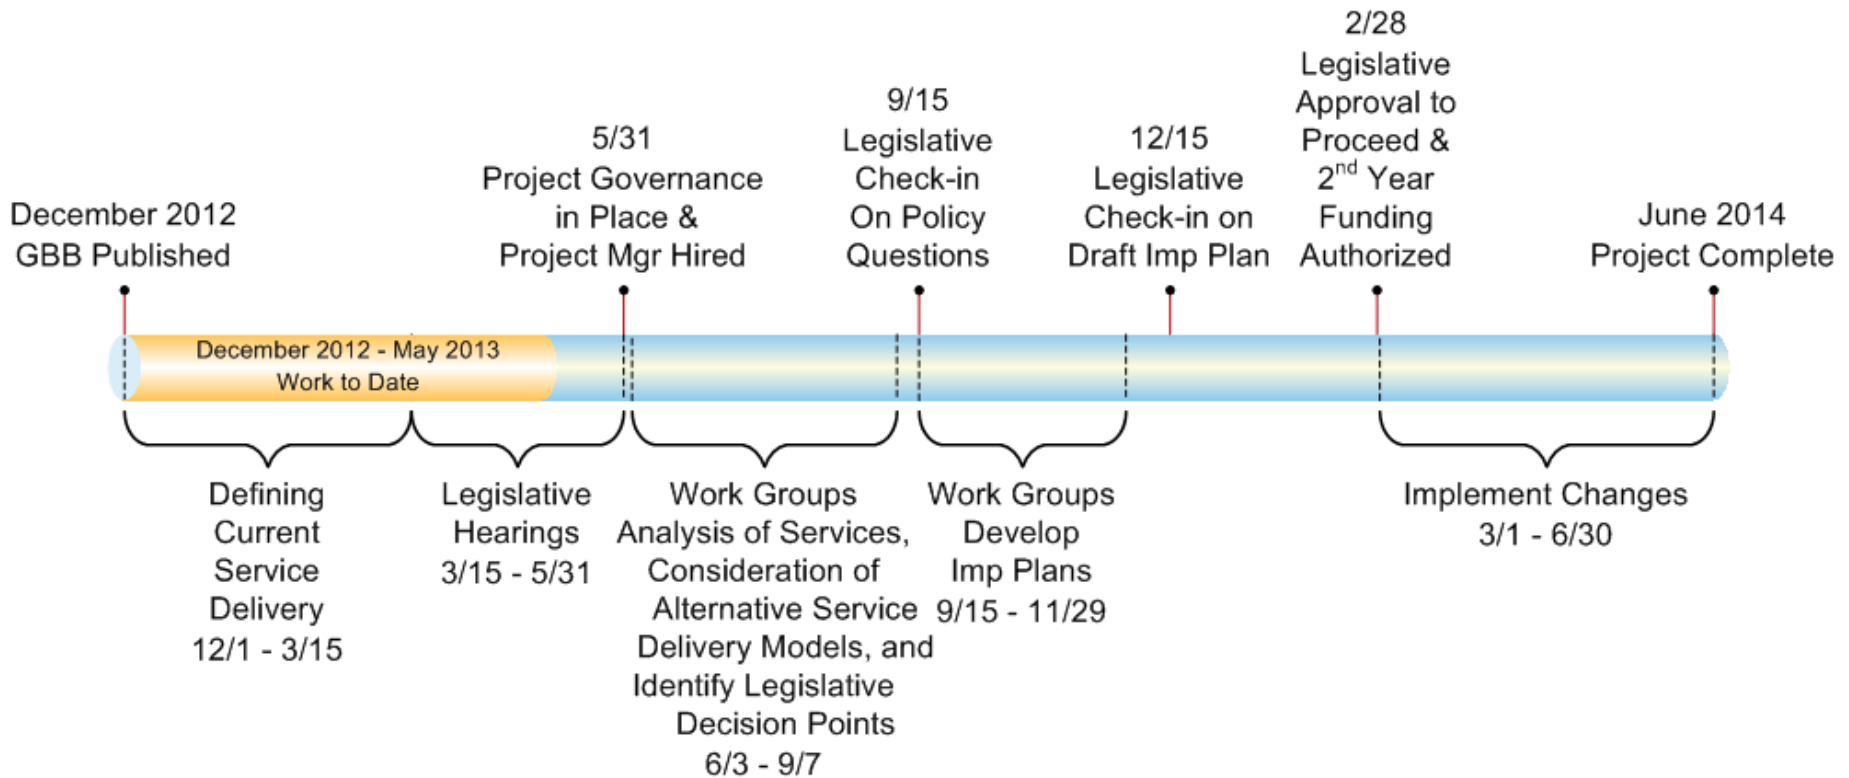 December 2012
GBB Published
5/31
Project Governance
in Place &
Project Mgr Hired
9/15
Legislative
Check-in
On Policy
Questions
12/15
Legislative
Check-in on
Draft Imp Plan
2/28
Legislative
Approval to
Proceed &
2nd Year
Funding
Authorized
June 2014
Project Complete
December 2012 - May 2013
Work to Date
Defining
Current
Service
Delivery
12/1 - 3/15
Legislative
Hearings
3/15 - 5/31
Work Groups
Analysis of Services,
Consideration of
Alternative Service
Delivery Models, and
Identify Legislative
Decision Points
6/3 - 9/7
Work Groups
Develop
Imp Plans
9/15 - 11/29
Implement Changes
3/1 - 6/30